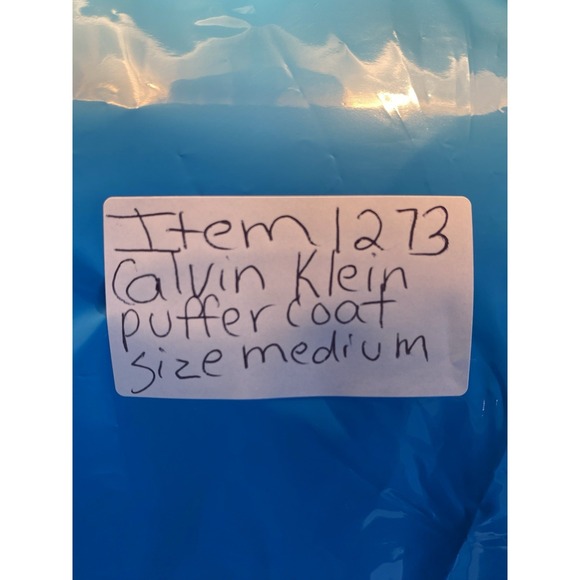 Item 1273
Calvin Klein
puffer coat
size medium